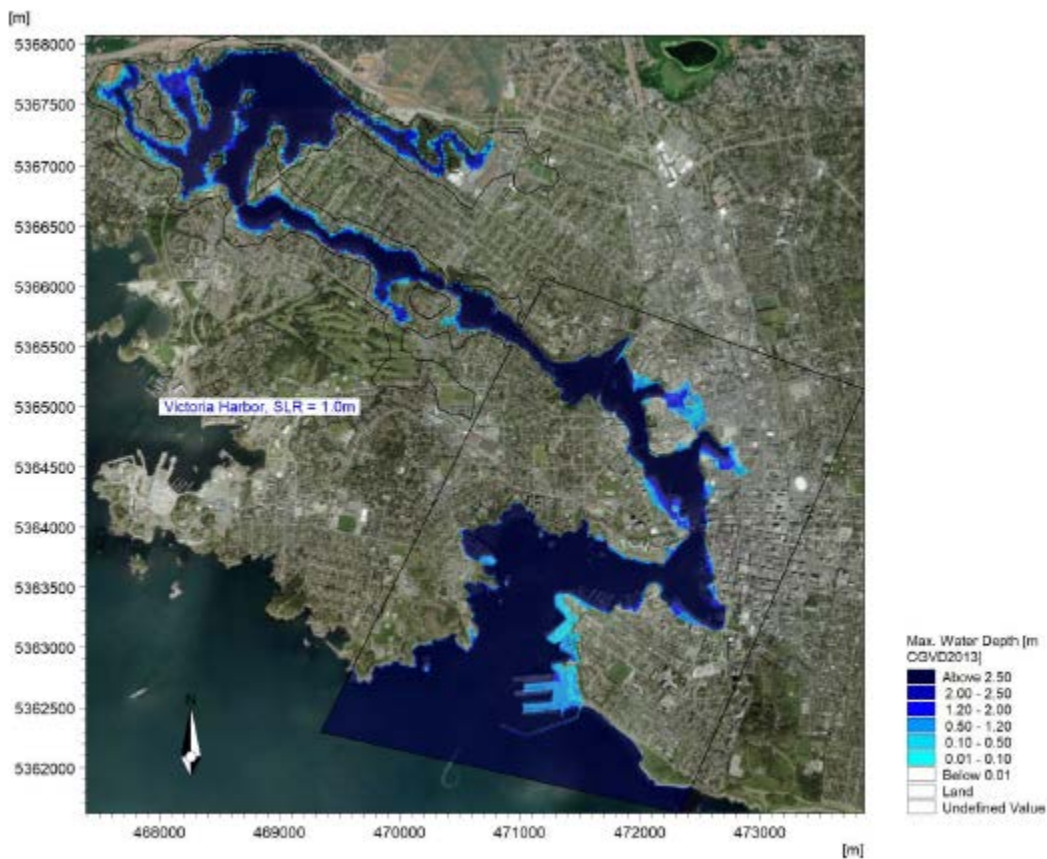 [m]
5368000
5367500
5367000
5366500
5366000
5365500
5365000
5364500
5364000
5363500
5363000
5362500
5362000
Victoria Harbor, SLR = 1.0m
N
468000 469000 470000 471000 472000 473000
[m]
Max. Water Depth [m
CGVD2013]
Above 2.50
2.00 - 2.50
1.20 - 2.00
0.50 - 1.20
0.10 - 0.50
0.01 - 0.10
Below 0.01
Land
Undefined Value